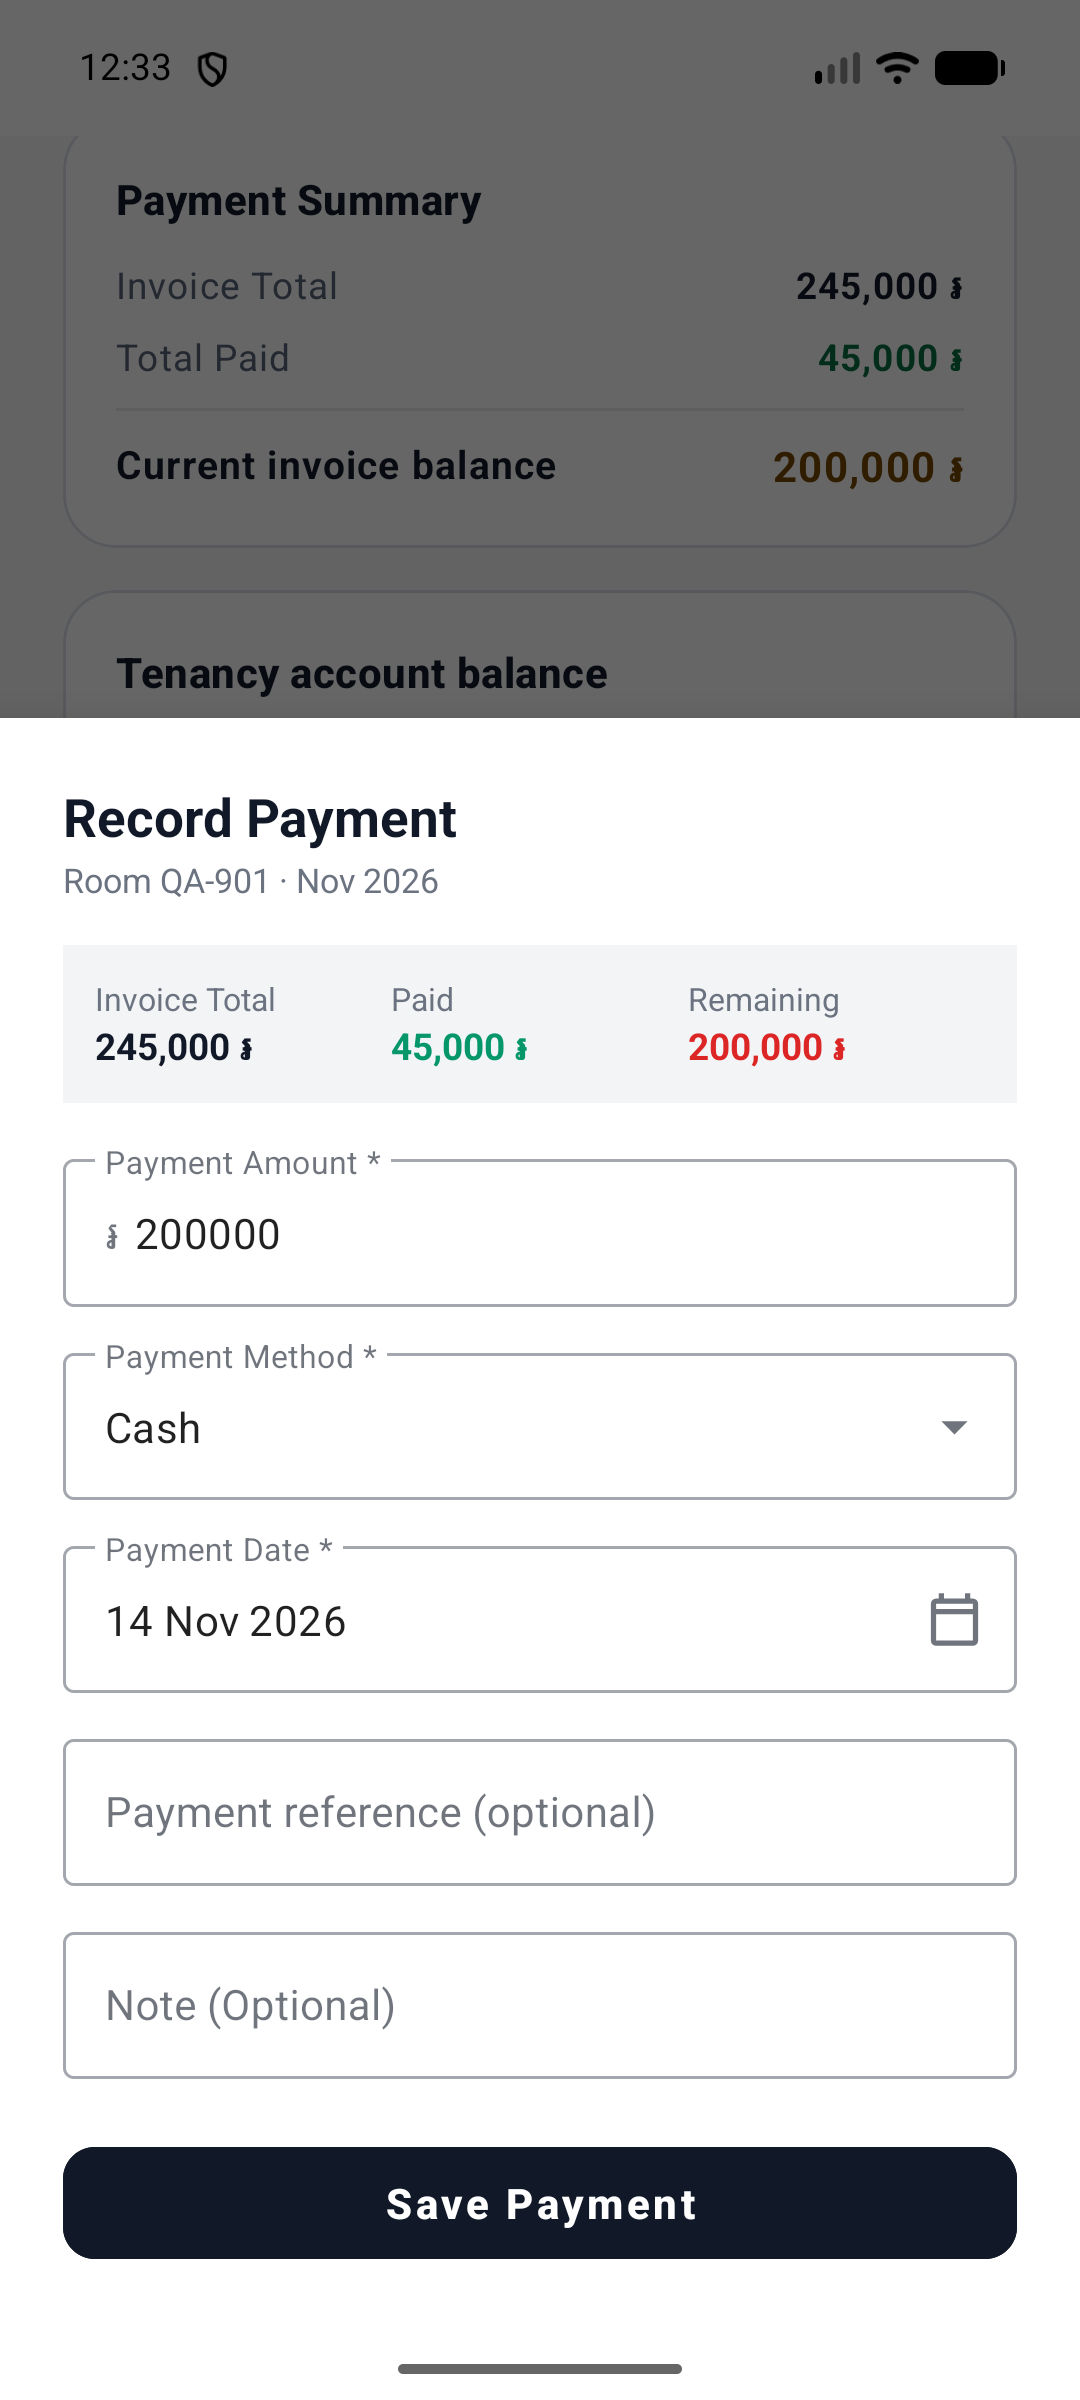 12:33
Payment Summary
Invoice Total 245,000 ៛
Total Paid 45,000 ៛
Current invoice balance 200,000 ៛
Tenancy account balance
Record Payment
Room QA-901 · Nov 2026
Invoice Total Paid Remaining
245,000 ៛ 45,000 ៛ 200,000 ៛
Payment Amount *
៛ 200000
Payment Method *
Cash
Payment Date *
14 Nov 2026
Payment reference (optional)
Note (Optional)
Save Payment